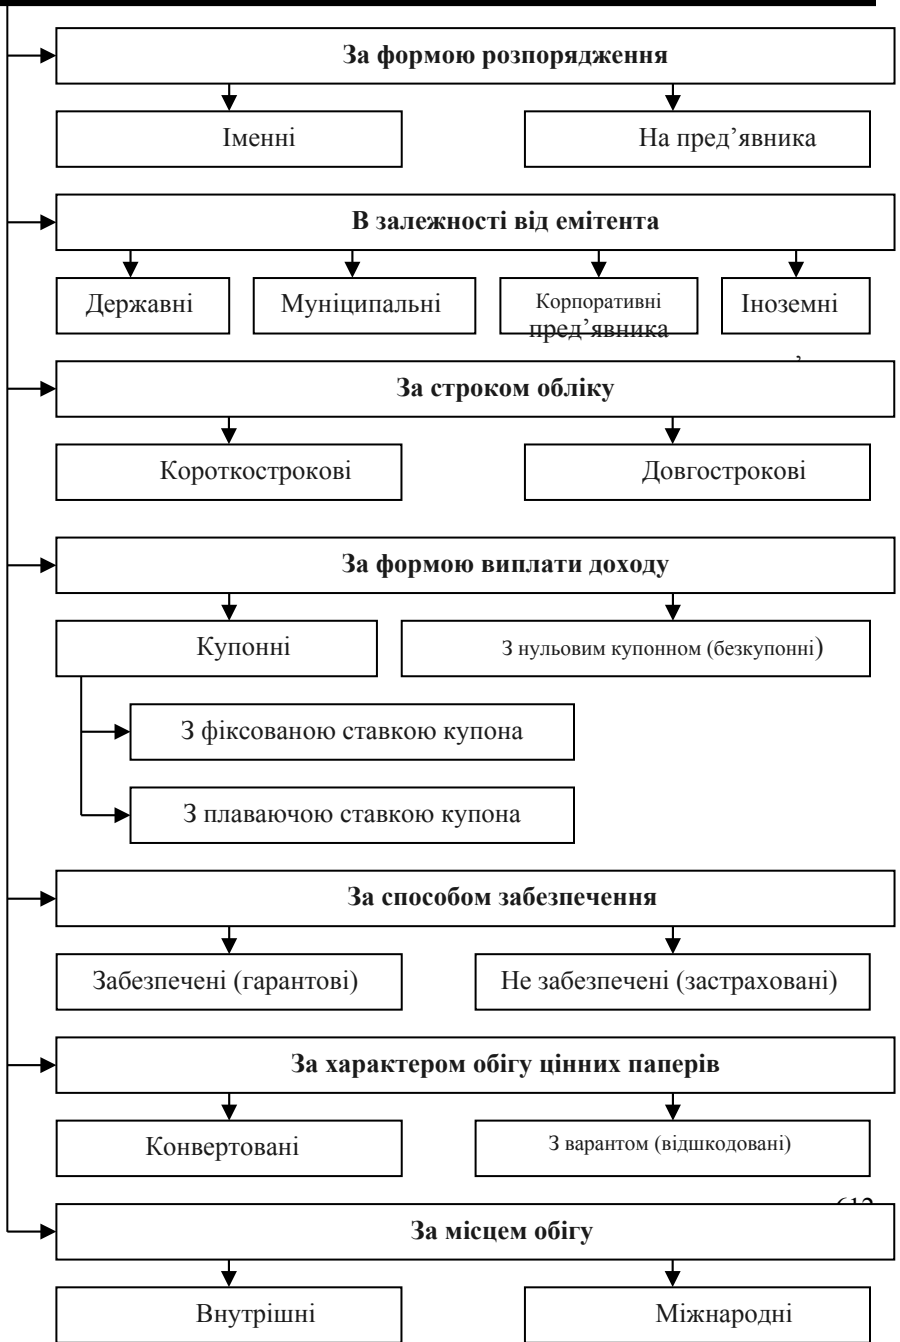 За формою розпорядження
Іменні
На пред’явника
В залежності від емітента
Державні
Муніципальні
Корпоративні
пред’явника
Іноземні
’
За строком обліку
Короткострокові
Довгострокові
За формою виплати доходу
Купонні
З нульовим купонном (безкупонні)
З фіксованою ставкою купона
З плаваючою ставкою купона
За способом забезпечення
Забезпечені (гарантові)
Не забезпечені (застраховані)
За характером обігу цінних паперів
Конвертовані
З варантом (відшкодовані)
За місцем обігу
Внутрішні
Міжнародні